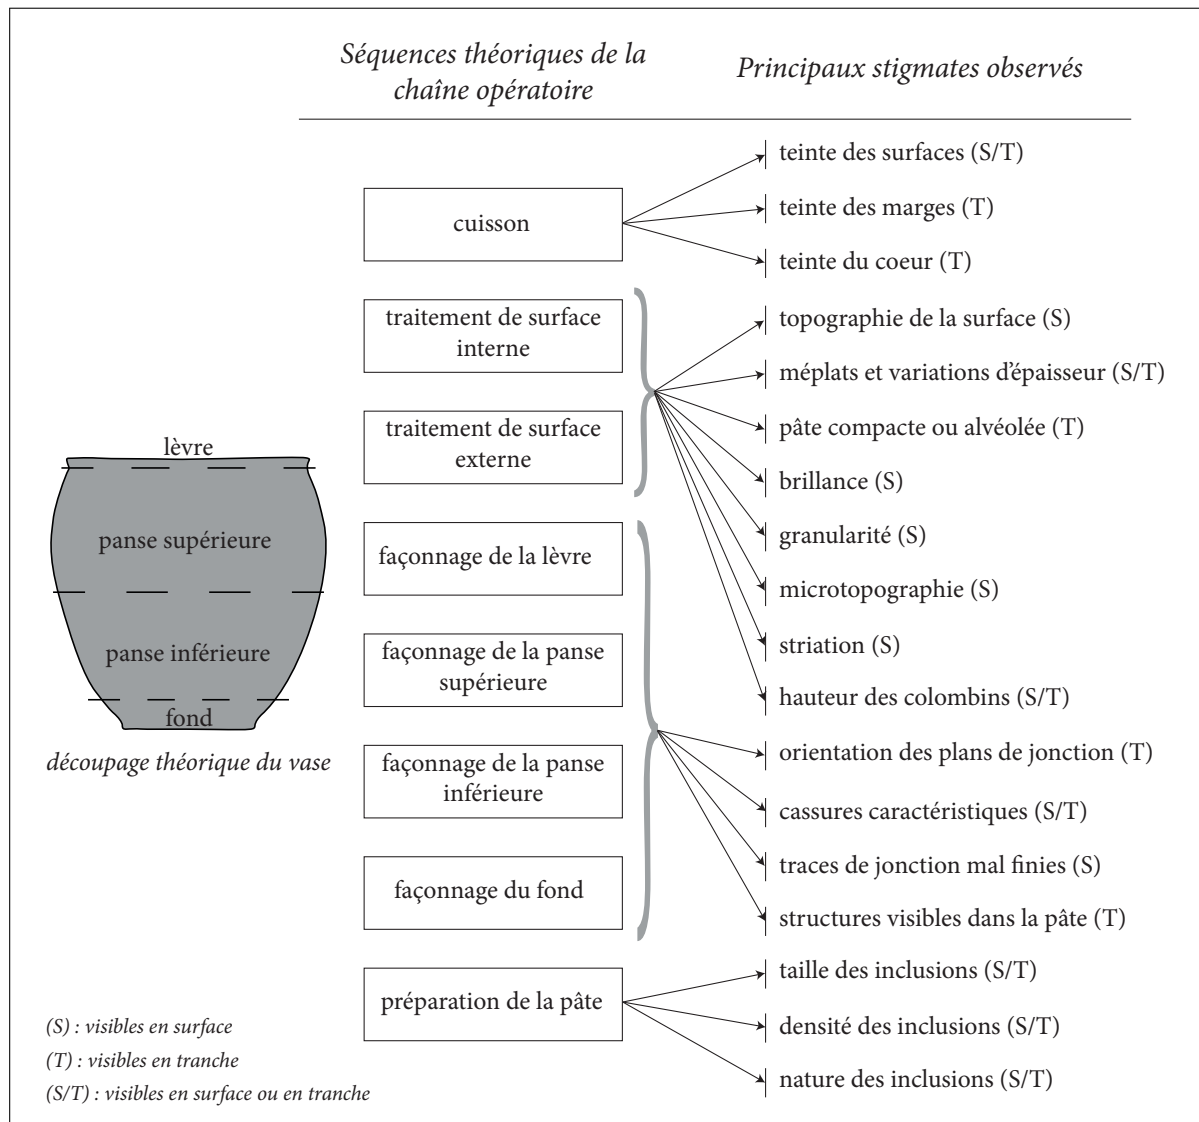 Séquences théoriques de la
chaîne opératoire
Principaux stigmates observés
cuisson
traitement de surface
interne
traitement de surface
externe
façonnage de la lèvre
façonnage de la panse
supérieure
façonnage de la panse
inférieure
façonnage du fond
préparation de la pâte
teinte des surfaces (S/T)
teinte des marges (T)
teinte du coeur (T)
topographie de la surface (S)
méplats et variations d'épaisseur (S/T)
pâte compacte ou alvéolée (T)
brillance (S)
granularité (S)
microtopographie (S)
striation (S)
hauteur des colombins (S/T)
orientation des plans de jonction (T)
cassures caractéristiques (S/T)
traces de jonction mal finies (S)
structures visibles dans la pâte (T)
taille des inclusions (S/T)
densité des inclusions (S/T)
nature des inclusions (S/T)
lèvre
panse supérieure
panse inférieure
fond
découpage théorique du vase
(S) : visibles en surface
(T) : visibles en tranche
(S/T) : visibles en surface ou en tranche